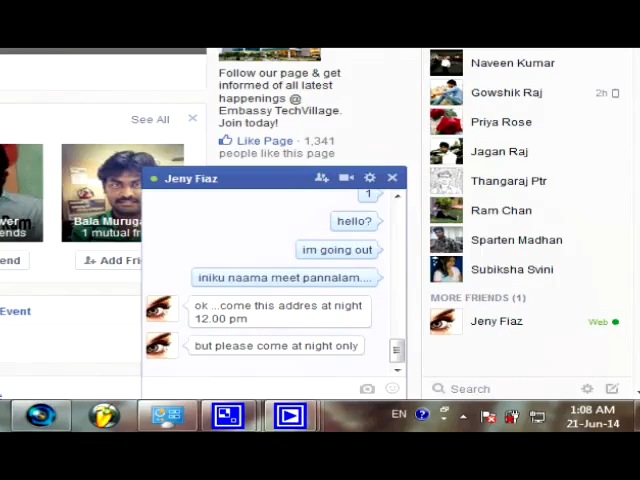 Follow our page & get
informed of all latest
happenings @
Embassy TechVillage.
Join today!
Like Page · 1,341
people like this page
See All
Bala Muruga
1 mutual fr
Add Frie
Event
Jeny Fiaz
1
hello?
im going out
iniku naama meet pannalam....
ok ...come this addres at night
12.00 pm
but please come at night only
Naveen Kumar
Gowshik Raj 2h
Priya Rose
Jagan Raj
Thangaraj Ptr
Ram Chan
Sparten Madhan
Subiksha Svini
MORE FRIENDS (1)
Jeny Fiaz Web
Search
EN
1:08 AM
21-Jun-14